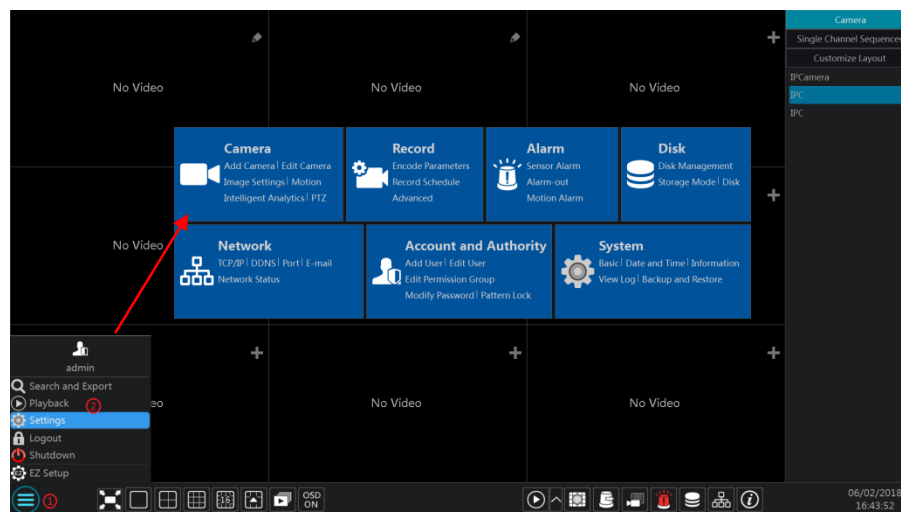 Camera
Single Channel Sequences
Customize Layout
IPCamera
IPC
IPC
No Video
No Video
No Video
Camera
Add Camera | Edit Camera
Image Settings | Motion
Intelligent Analytics | PTZ
Record
Encode Parameters
Record Schedule
Advanced
Alarm
Sensor Alarm
Alarm-out
Motion Alarm
Disk
Disk Management
Storage Mode | Disk
No Video
Network
TCP/IP | DDNS | Port | E-mail
Network Status
Account and Authority
Add User | Edit User
Edit Permission Group
Modify Password | Pattern Lock
System
Basic | Date and Time | Information
View Log | Backup and Restore
admin
Search and Export
Playback
2
Settings
Logout
Shutdown
EZ EZ Setup
eo
No Video
No Video
1
16
OSD
ON
06/02/2018
16:43:52